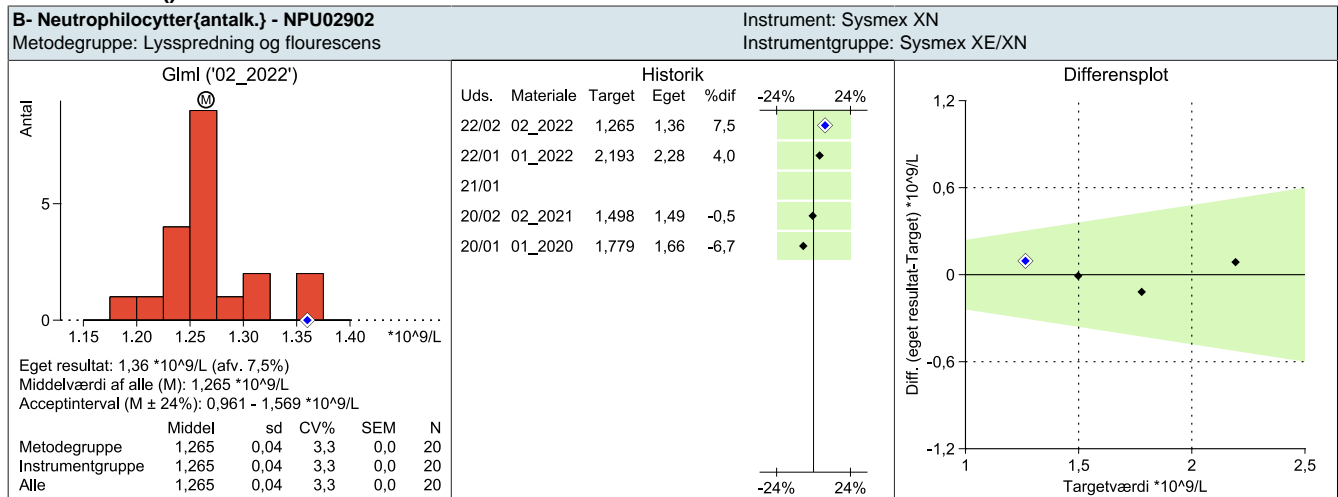 B- Neutrophilocytter{antalk.} - NPU02902
Instrument: Sysmex XN
Metodegruppe: Lysspredning og flourescens
Instrumentgruppe: Sysmex XE/XN
Glml ('02_2022')
Antal
M
5
0
1.15 1.20 1.25 1.30 1.35 1.40 *10^9/L
Eget resultat: 1,36 *10^9/L (afv. 7,5%)
Middelværdi af alle (M): 1,265 *10^9/L
Acceptinterval (M ± 24%): 0,961 - 1,569 *10^9/L
Middel sd CV% SEM N
Metodegruppe 1,265 0,04 3,3 0,0 20
Instrumentgruppe 1,265 0,04 3,3 0,0 20
Alle 1,265 0,04 3,3 0,0 20
Historik
Uds. Materiale Target Eget %dif -24% 24%
22/02 02_2022 1,265 1,36 7,5
22/01 01_2022 2,193 2,28 4,0
21/01
20/02 02_2021 1,498 1,49 -0,5
20/01 01_2020 1,779 1,66 -6,7
-24% 24%
Differensplot
Diff. (eget resultat-Target) *10^9/L
1,2
0,6
0
-0,6
-1,2
1 1,5 2 2,5
Targetværdi *10^9/L